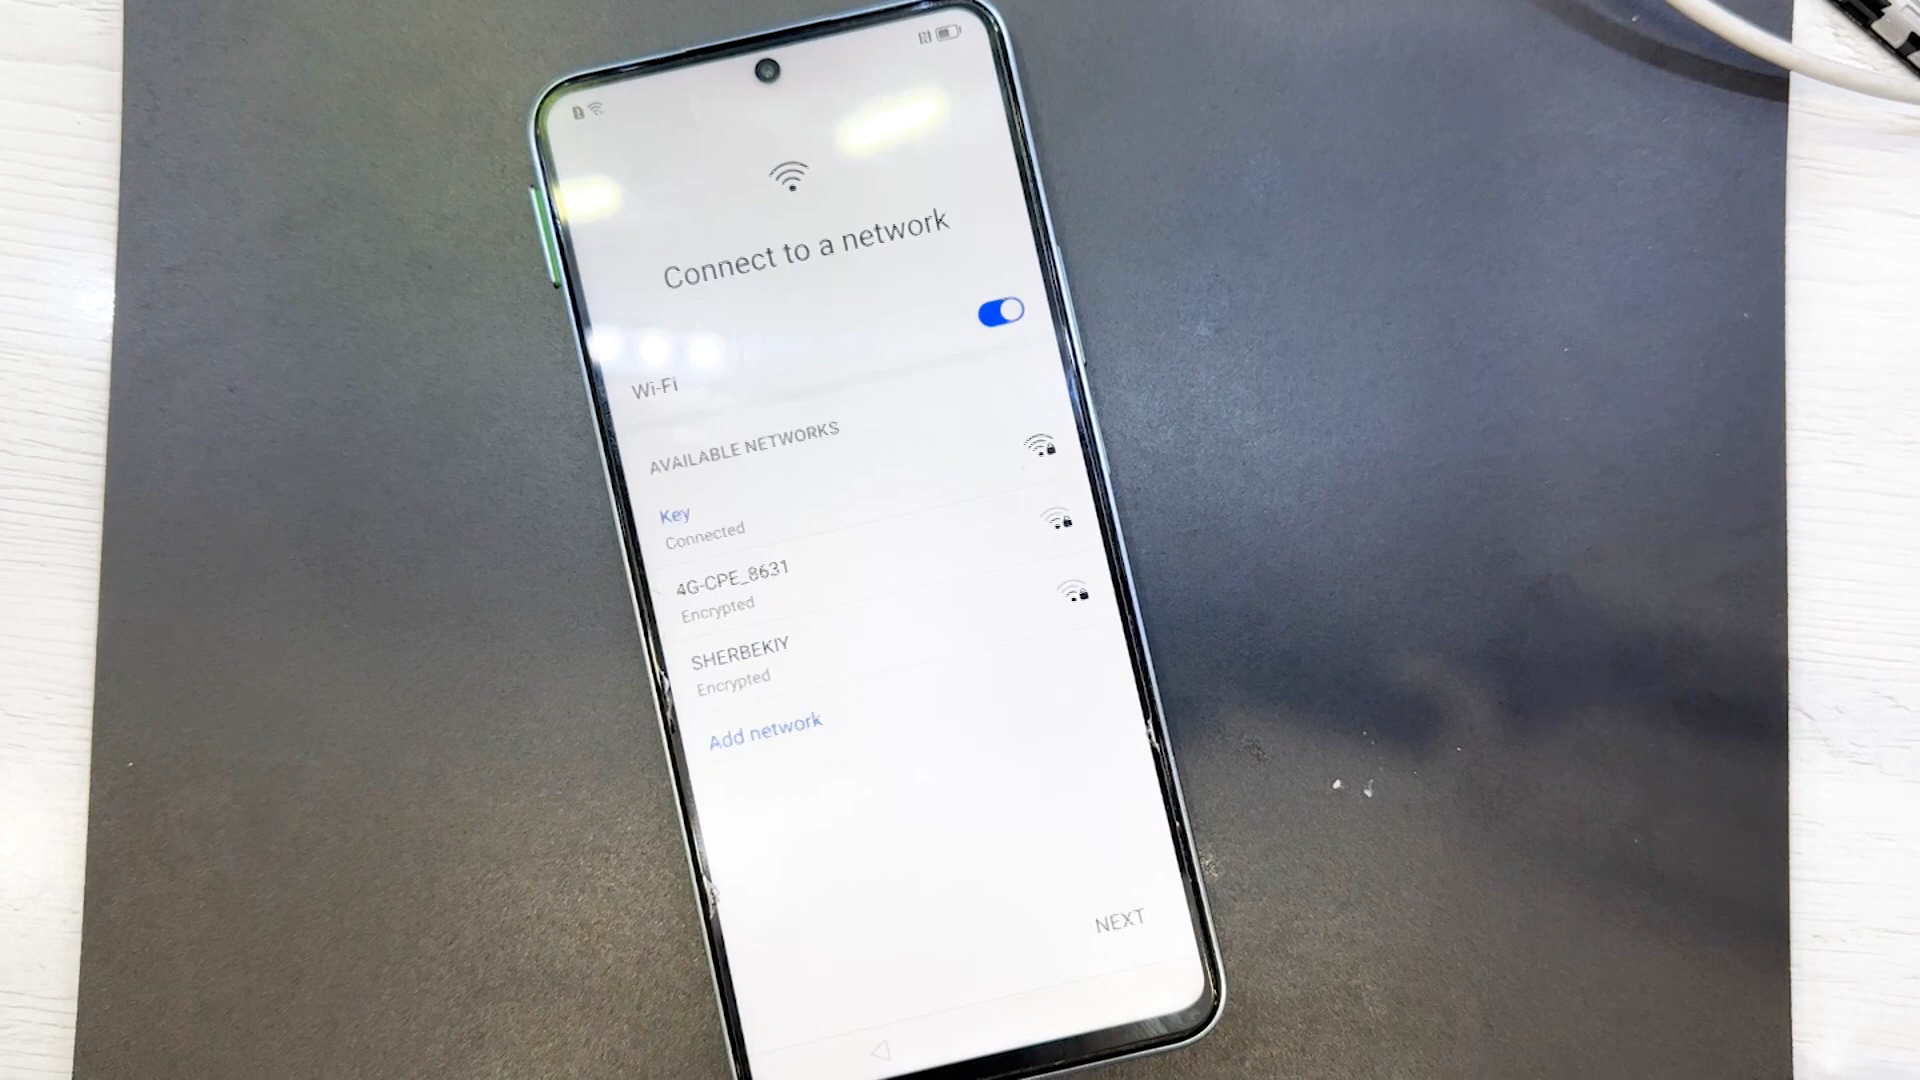 Connect to a network
Wi-Fi
AVAILABLE NETWORKS
Key
Connected
4G-CPE_8631
Encrypted
SHERBEKIY
Encrypted
Add network
NEXT